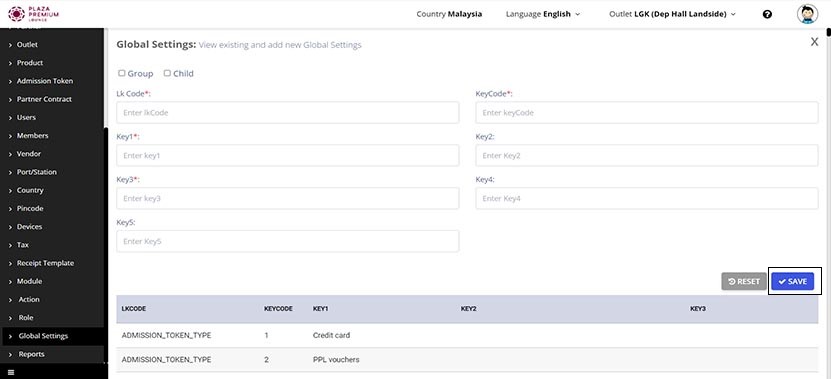 PLAZA
PREMIUM
LOUNGE
Country Malaysia
Language English
Outlet LGK (Dep Hall Landside)
?
Outlet
Product
Admission Token
Partner Contract
Users
Members
Vendor
Port/Station
Country
Pincode
Devices
Tax
Receipt Template
Module
Action
Role
Global Settings
Reports
Global Settings: View existing and add new Global Settings
X
Group Child
Lk Code*: KeyCode*:
Enter lkCode Enter keyCode
Key1*: Key2:
Enter key1 Enter Key2
Key3*: Key4:
Enter key3 Enter Key4
Key5:
Enter Key5
RESET SAVE
LKCODE KEYCODE KEY1 KEY2 KEY3
ADMISSION_TOKEN_TYPE 1 Credit card
ADMISSION_TOKEN_TYPE 2 PPL vouchers